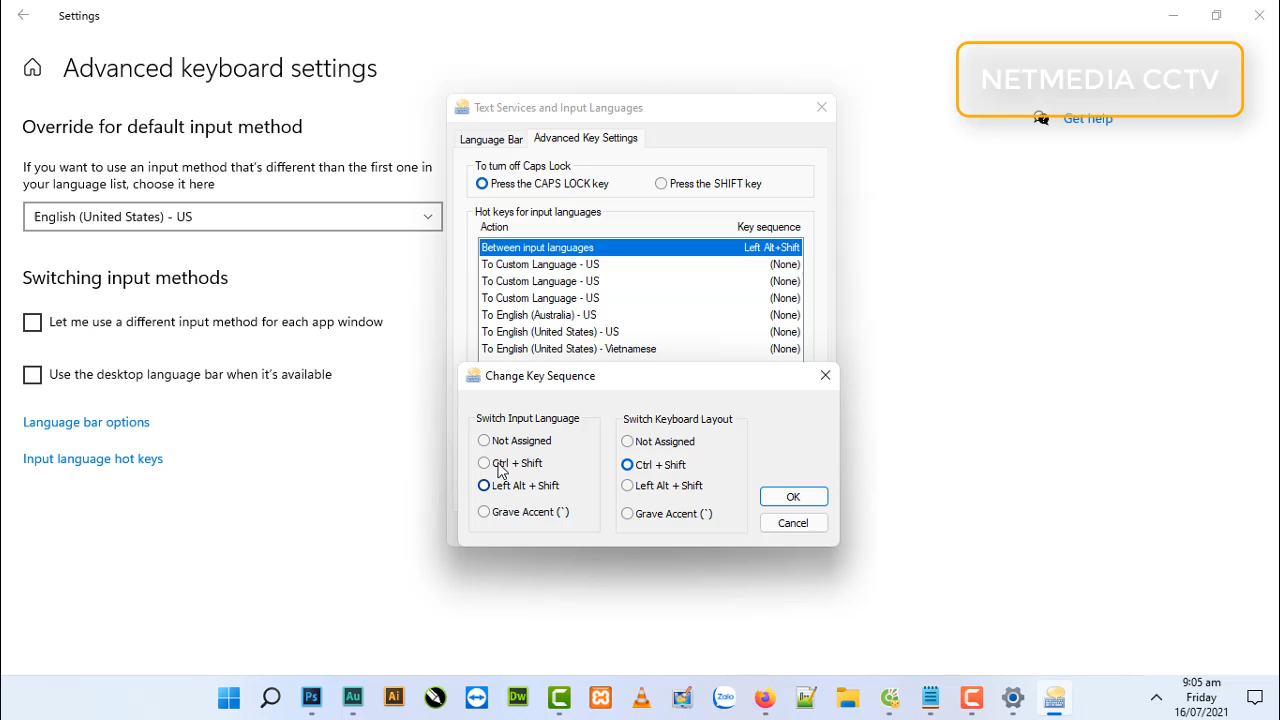 Settings
NETMEDIA CCTV
Get help
Advanced keyboard settings
Override for default input method
If you want to use an input method that's different than the first one in
your language list, choose it here
English (United States) - US
Switching input methods
Let me use a different input method for each app window
Use the desktop language bar when it's available
Language bar options
Input language hot keys
Text Services and Input Languages
Language Bar
Advanced Key Settings
To turn off Caps Lock
Press the CAPS LOCK key
Press the SHIFT key
Hot keys for input languages
Action
Key sequence
Between input languages
Left Alt+Shift
To Custom Language - US
(None)
To Custom Language - US
(None)
To Custom Language - US
(None)
To English (Australia) - US
(None)
To English (United States) - US
(None)
To English (United States) - Vietnamese
(None)
Change Key Sequence
Switch Input Language
Not Assigned
Ctrl + Shift
Left Alt + Shift
Grave Accent (`)
Switch Keyboard Layout
Not Assigned
Ctrl + Shift
Left Alt + Shift
Grave Accent (`)
OK
Cancel
Ps
Au
Ai
Dw
Zalo
9:05 am
Friday
16/07/2021